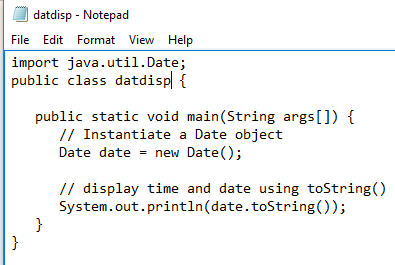 datdisp - Notepad
File Edit Format View Help
import java.util.Date;
public class datdisp {
public static void main(String args[]) {
// Instantiate a Date object
Date date = new Date();
// display time and date using toString()
System.out.println(date.toString());
}
}